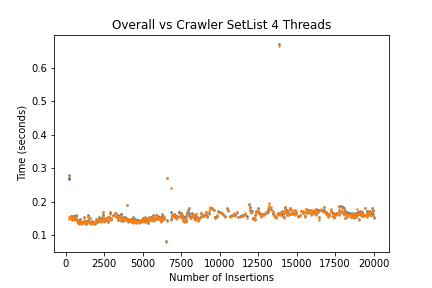 Overall vs Crawler SetList 4 Threads
Time (seconds)
0.6
0.5
0.4
0.3
0.2
0.1
0 2500 5000 7500 10000 12500 15000 17500 20000
Number of Insertions